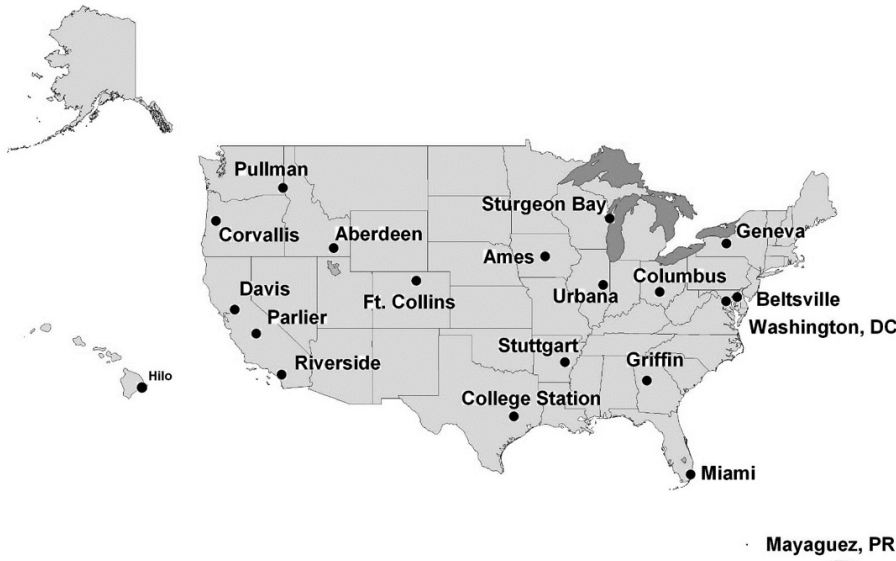 Pullman
Sturgeon Bay
Geneva
Corvallis
Aberdeen
Ames
Columbus
Davis
Ft. Collins
Urbana
Beltsville
Parlier
Washington, DC
Stuttgart
Griffin
Riverside
Hilo
College Station
Miami
Mayaguez, PR